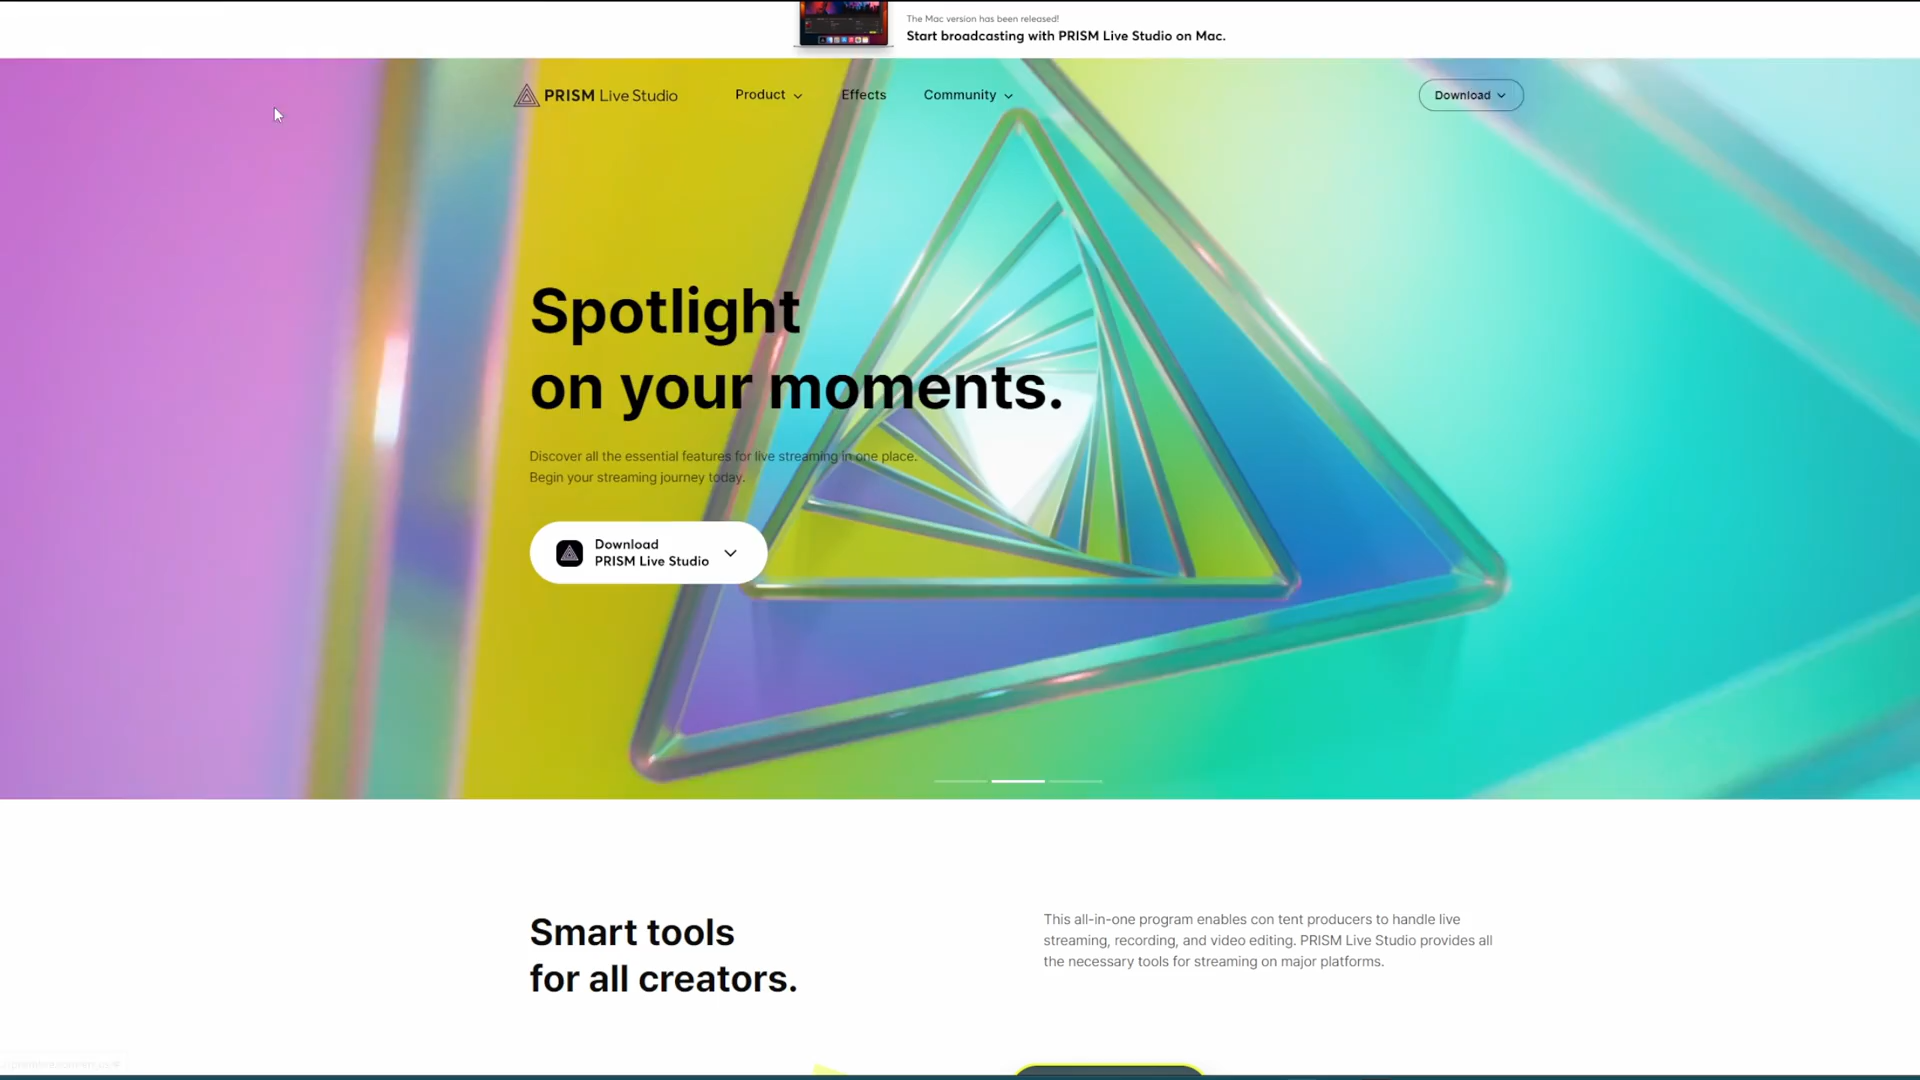 The Mac version has been released!
Start broadcasting with PRISM Live Studio on Mac.
PRISM Live Studio
Product
Effects
Community
Download
Spotlight
on your moments.
Discover all the essential features for live streaming in one place.
Begin your streaming journey today.
Download
PRISM Live Studio
Smart tools
for all creators.
This all-in-one program enables con tent producers to handle live
streaming, recording, and video editing. PRISM Live Studio provides all
the necessary tools for streaming on major platforms.